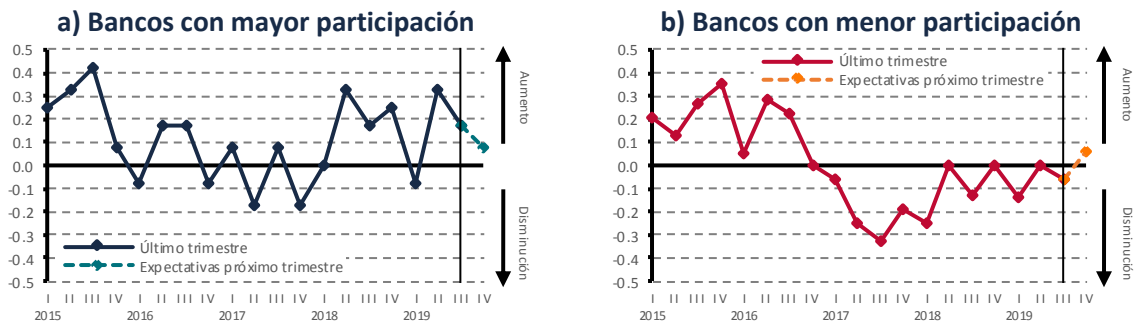 a) Bancos con mayor participación
0.5
0.4
0.3
0.2
0.1
0.0
-0.1
-0.2
-0.3
-0.4
-0.5
Último trimestre
Expectativas próximo trimestre
Aumento
Disminución
I II III IV I II III IV I II III IV I II III IV I II III IV
2015 2016 2017 2018 2019
b) Bancos con menor participación
0.5
0.4
0.3
0.2
0.1
0.0
-0.1
-0.2
-0.3
-0.4
-0.5
Último trimestre
Expectativas próximo trimestre
Aumento
Disminución
I II III IV I II III IV I II III IV I II III IV I II III IV
2015 2016 2017 2018 2019